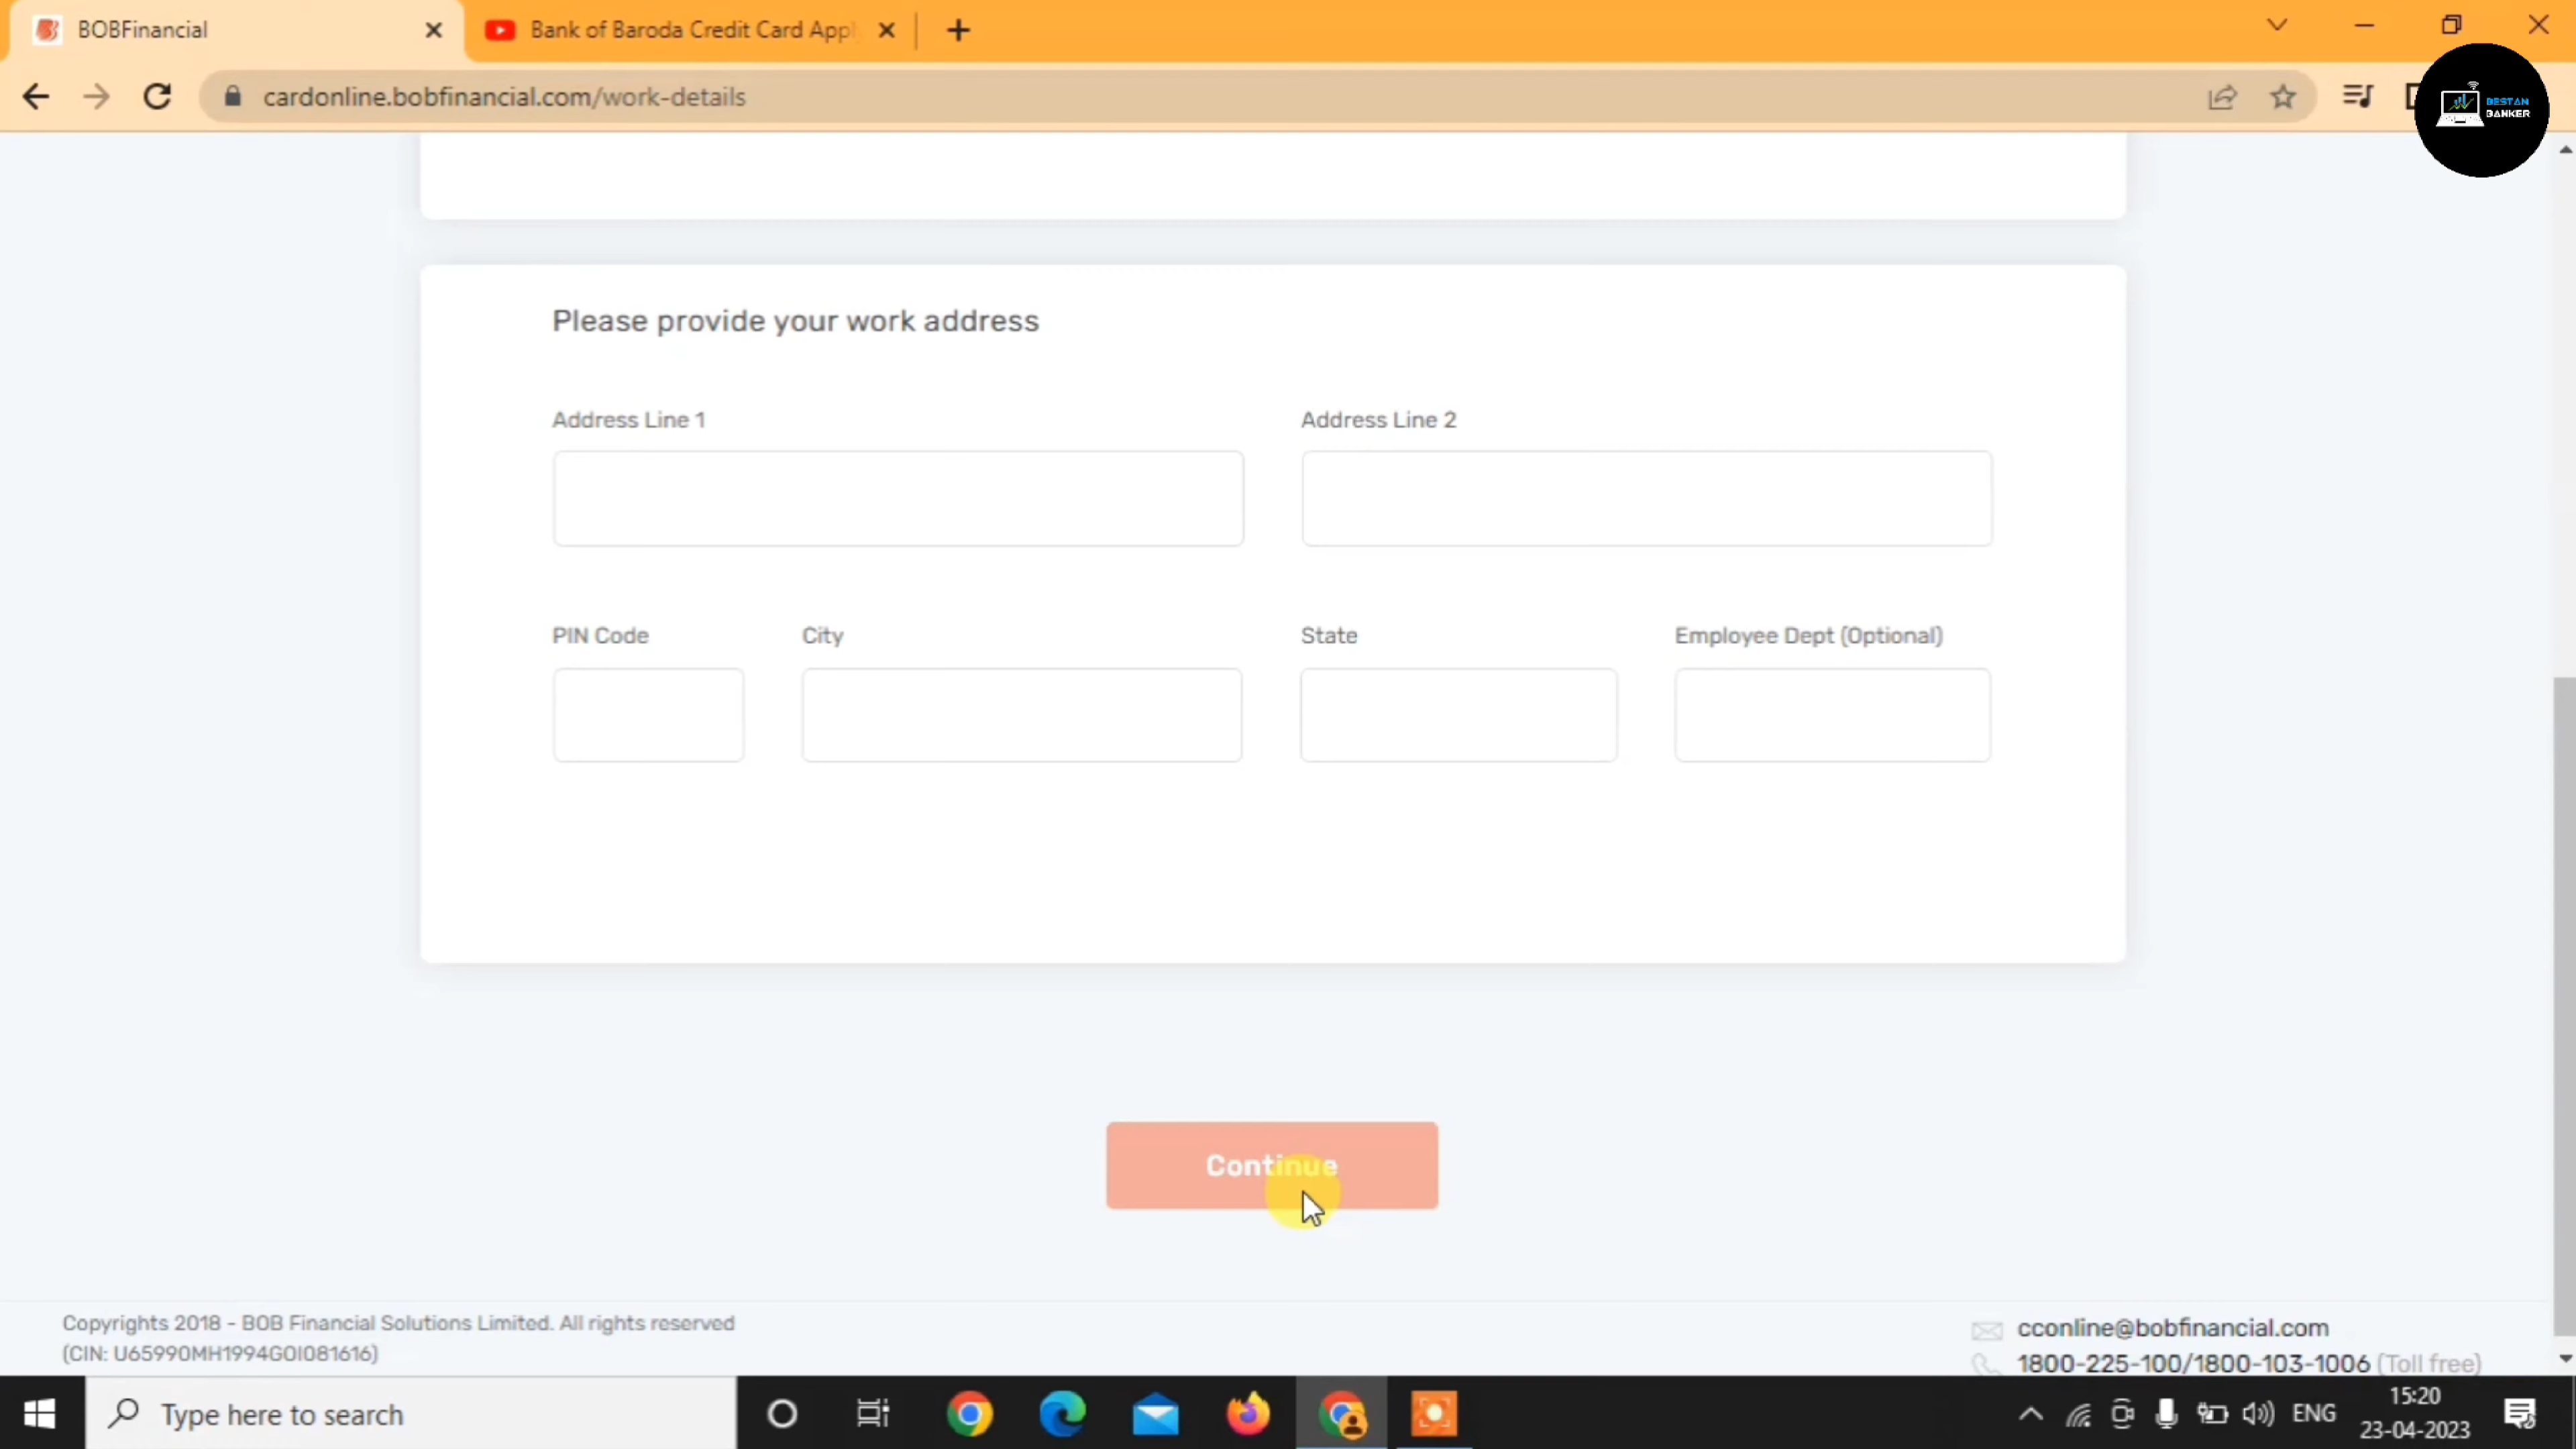 BOBFinancial
Bank of Baroda Credit Card Appl
cardonline.bobfinancial.com/work-details
BESTAN
BANKER
Please provide your work address
Address Line 1
Address Line 2
PIN Code
City
State
Employee Dept (Optional)
Continue
Copyrights 2018 - BOB Financial Solutions Limited. All rights reserved
(CIN: U65990MH1994GOI081616)
cconline@bobfinancial.com
1800-225-100/1800-103-1006 (Toll free)
Type here to search
ENG
15:20
23-04-2023